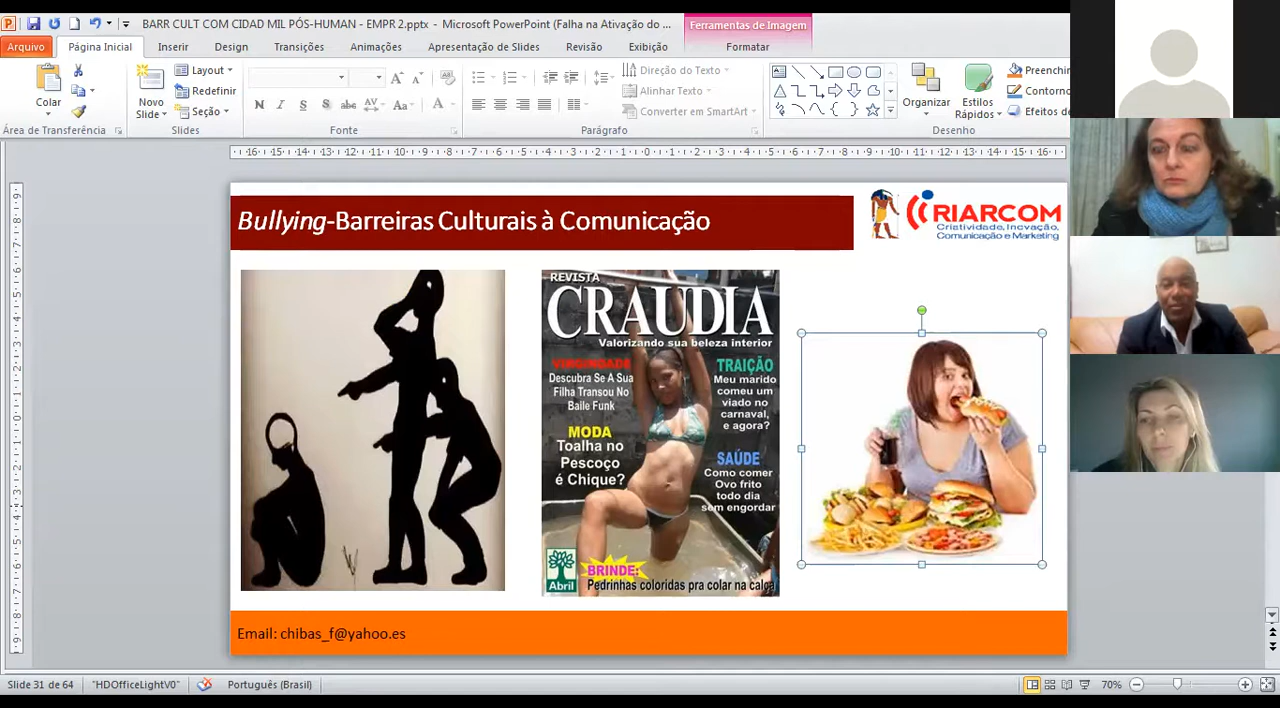 BARR CULT COM CIDAD MIL PÓS-HUMAN - EMPR 2.pptx - Microsoft PowerPoint (Falha na Ativação do ...
Ferramentas de Imagem
Arquivo
Página Inicial
Inserir
Design
Transições
Animações
Apresentação de Slides
Revisão
Exibição
Formatar
Colar
Novo
Slide
Layout
Redefinir
Seção
N I S S abc AV Aa A
Direção do Texto
Alinhar Texto
Converter em SmartArt
Organizar
Estilos
Rápidos
Preenchir
Contorno
Efeitos de
Área de Transferência
Slides
Fonte
Parágrafo
Desenho
Bullying-Barreiras Culturais à Comunicação
CRIARCOM
Criatividade, Inovação,
Comunicação e Marketing
REVISTA
CRAUDIA
Valorizando sua beleza interior
VIRGINDADE
Descubra Se A Sua
Filha Transou No
Baile Funk
MODA
Toalha no
Pescoço
é Chique?
TRAIÇÃO
Meu marido
comeu um
viado no
carnaval,
e agora?
SAÚDE
Como comer
Ovo frito
todo dia
sem engordar
Abril
BRINDE:
Pedrinhas coloridas pra colar na calça
Email: chibas_f@yahoo.es
Slide 31 de 64
"HDOfficeLightV0"
Português (Brasil)
70%